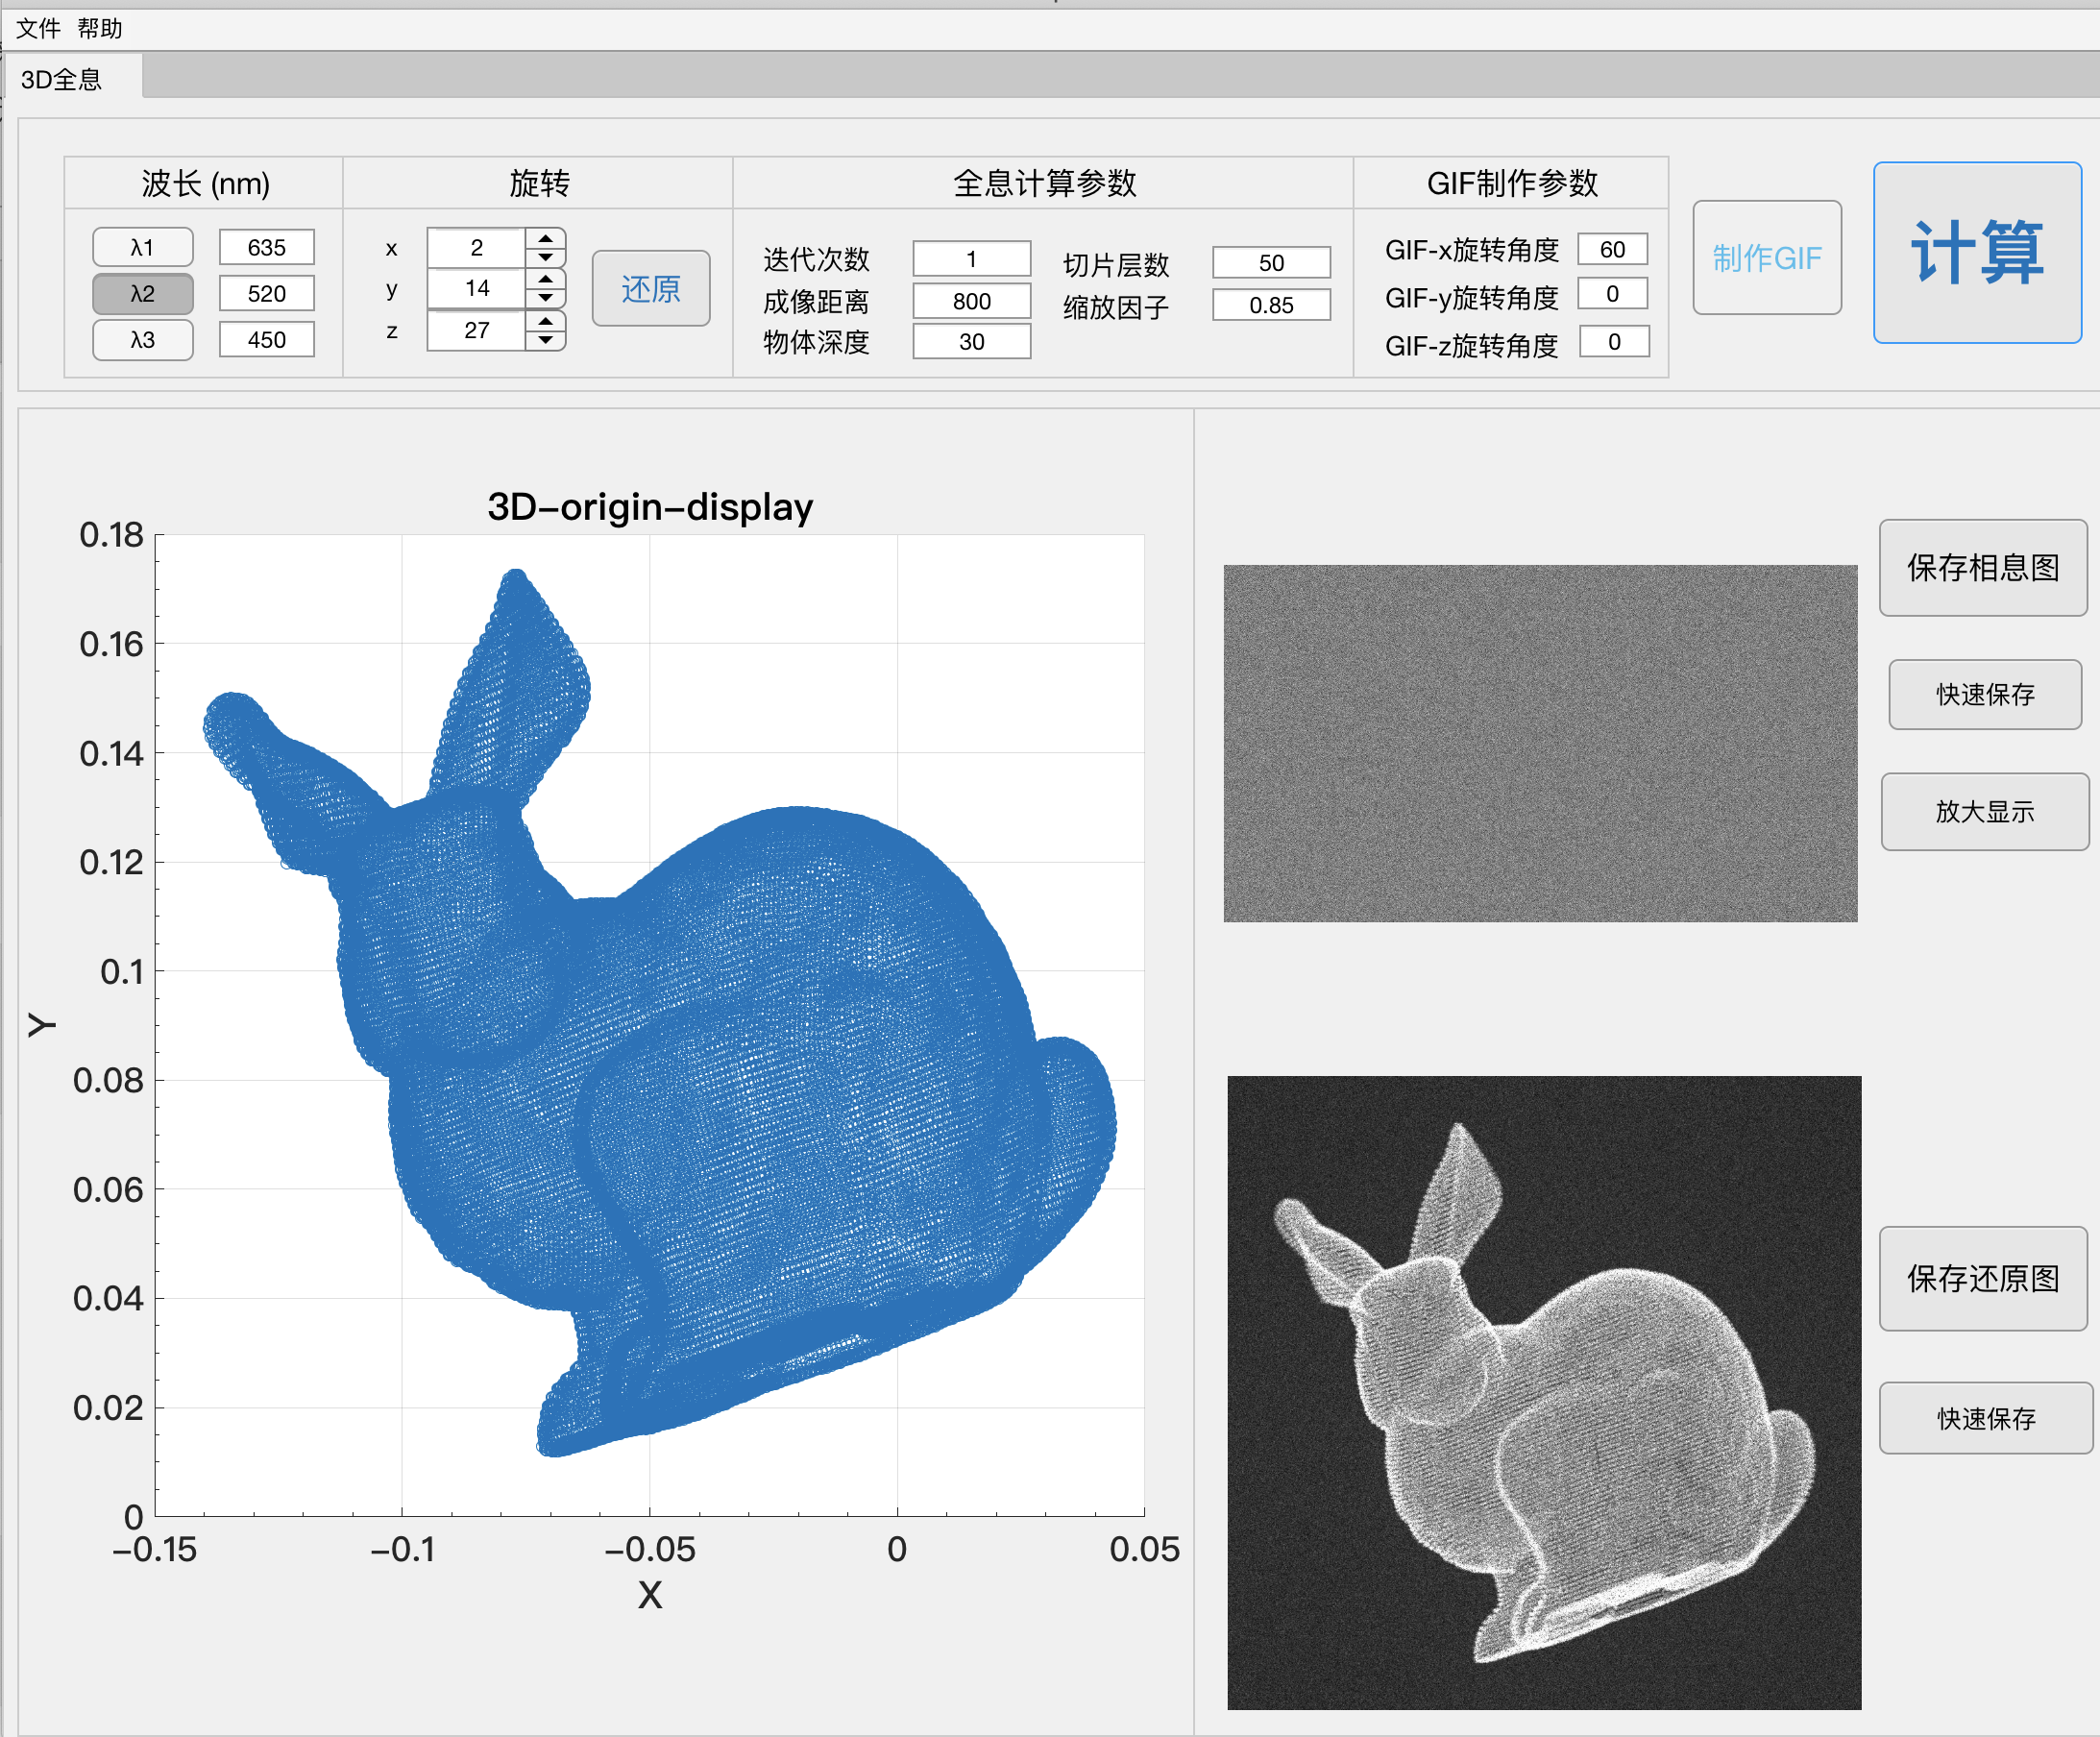 文件 帮助
3D全息
波长 (nm)
旋转
全息计算参数
GIF制作参数
λ1 635
λ2 520
λ3 450
x 2
y 14
z 27
还原
迭代次数 1
成像距离 800
物体深度 30
切片层数 50
缩放因子 0.85
GIF-x旋转角度 60
GIF-y旋转角度 0
GIF-z旋转角度 0
制作GIF
计算
3D-origin-display
0.18
0.16
0.14
0.12
0.1
0.08
0.06
0.04
0.02
0
Y
-0.15 -0.1 -0.05 0 0.05
X
保存相息图
快速保存
放大显示
保存还原图
快速保存